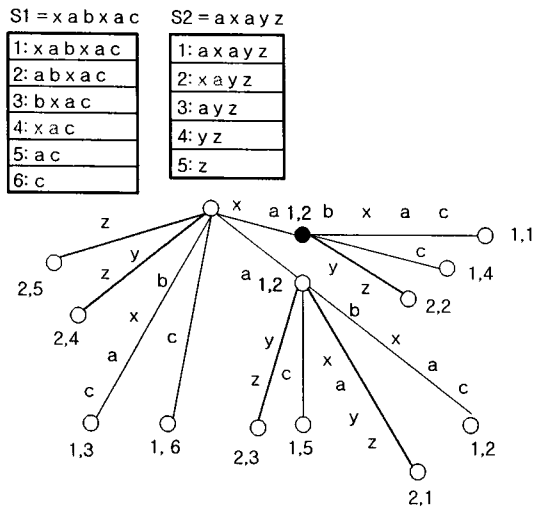 S1 = x a b x a c
S2 = a x a y z
1: x a b x a c
2: a b x a c
3: b x a c
4: x a c
5: a c
6: c
1: a x a y z
2: x a y z
3: a y z
4: y z
5: z
x a 1,2 b x a c
1,1
z
c
1,4
2,5
y
z
a 1,2
y
z
2,2
2,4
b
x
a
c
c
b
x
a
c
y
z
c
x
a
y
z
1,3
1, 6
2,3
1,5
1,2
2,1